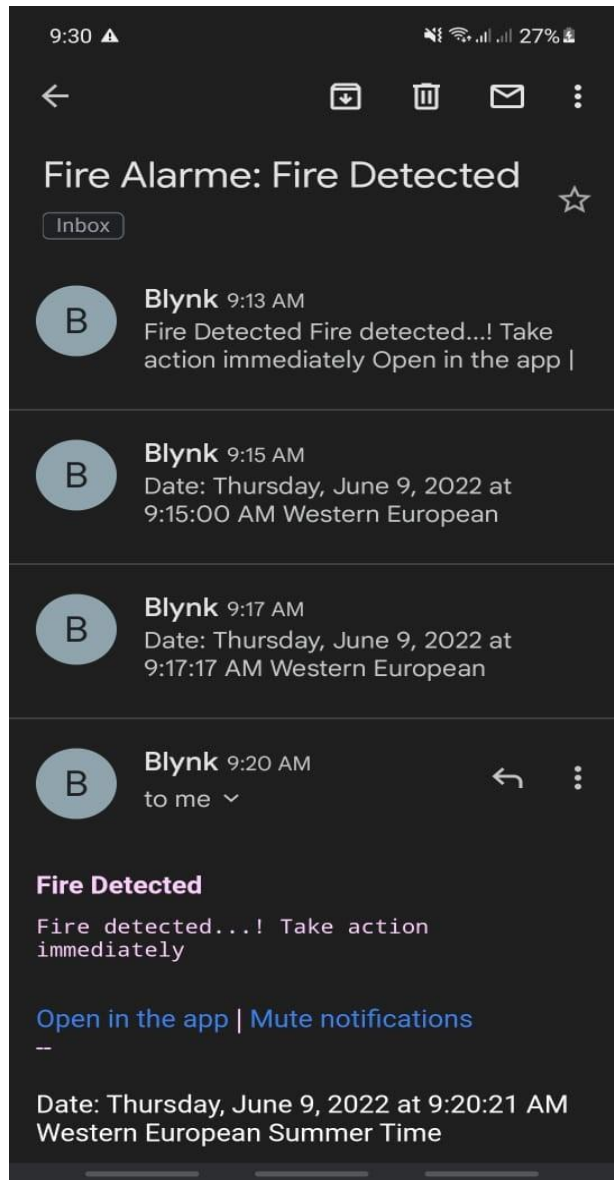 9:30
27%
Fire Alarme: Fire Detected
Inbox
B
Blynk 9:13 AM
Fire Detected Fire detected...! Take
action immediately Open in the app |
B
Blynk 9:15 AM
Date: Thursday, June 9, 2022 at
9:15:00 AM Western European
B
Blynk 9:17 AM
Date: Thursday, June 9, 2022 at
9:17:17 AM Western European
B
Blynk 9:20 AM
to me
Fire Detected
Fire detected...! Take action
immediately
Open in the app | Mute notifications
--
Date: Thursday, June 9, 2022 at 9:20:21 AM
Western European Summer Time